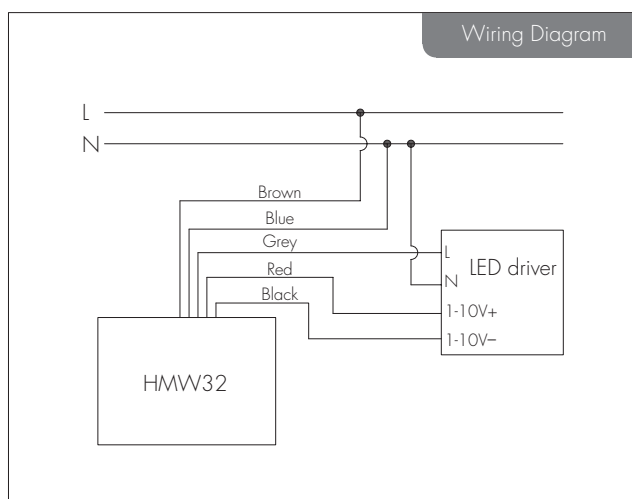 Wiring Diagram
L
N
Brown
Blue
Grey
Red
Black
L
N
LED driver
1-10V+
1-10V−
HMW32